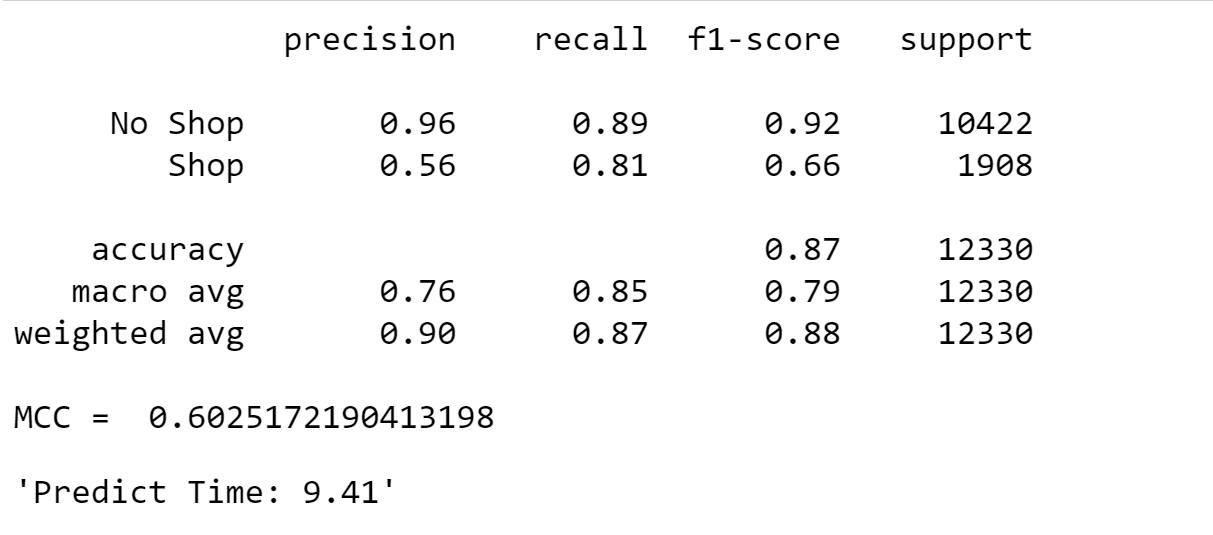 precision recall f1-score support
No Shop 0.96 0.89 0.92 10422
Shop 0.56 0.81 0.66 1908
accuracy 0.87 12330
macro avg 0.76 0.85 0.79 12330
weighted avg 0.90 0.87 0.88 12330
MCC = 0.6025172190413198
'Predict Time: 9.41'